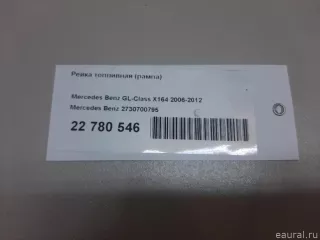 Рейка топливная (рампа)
Mercedes Benz GL-Class X164 2006-2012
Mercedes Benz 2730700795
22 780 546
eaural.ru/